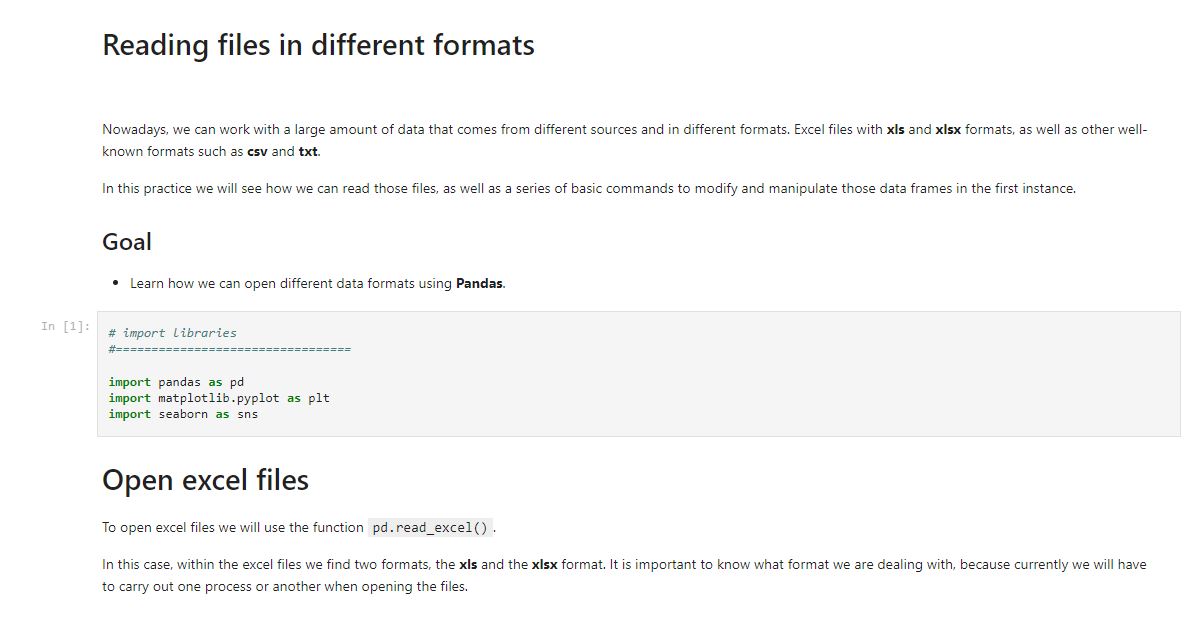 Reading files in different formats
Nowadays, we can work with a large amount of data that comes from different sources and in different formats. Excel files with xls and xlsx formats, as well as other well-
known formats such as csv and txt.
In this practice we will see how we can read those files, as well as a series of basic commands to modify and manipulate those data frames in the first instance.
Goal
• Learn how we can open different data formats using Pandas.
In [1]:
# import libraries
#=================================
import pandas as pd
import matplotlib.pyplot as plt
import seaborn as sns
Open excel files
To open excel files we will use the function pd.read_excel().
In this case, within the excel files we find two formats, the xls and the xlsx format. It is important to know what format we are dealing with, because currently we will have
to carry out one process or another when opening the files.